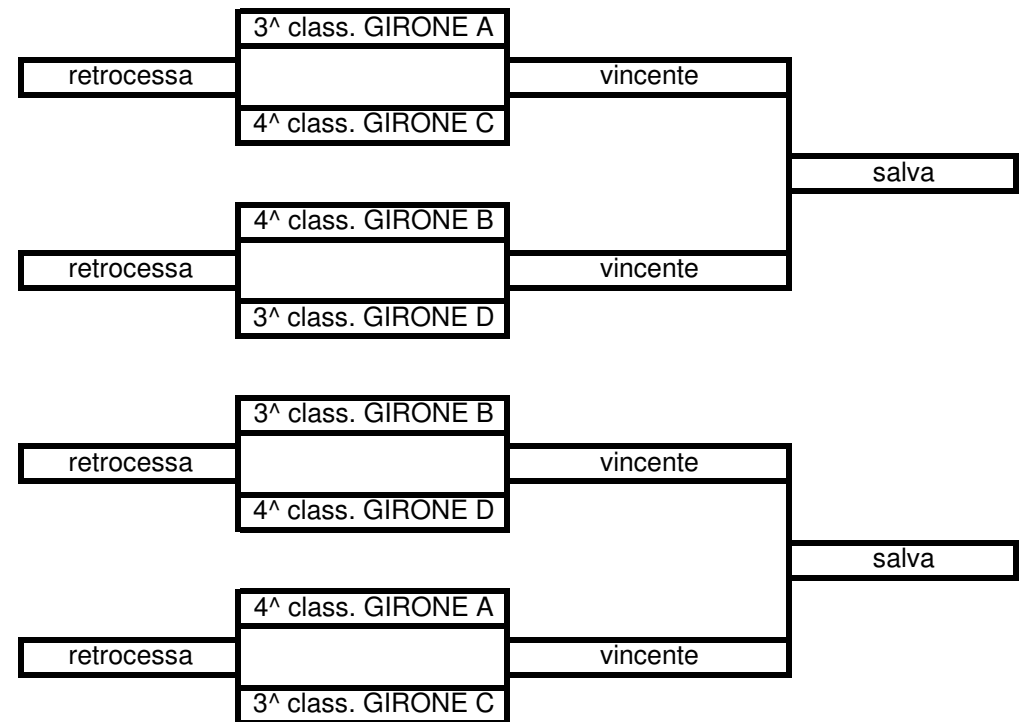 3^ class. GIRONE A
retrocessa vincente
4^ class. GIRONE C
salva
4^ class. GIRONE B
retrocessa vincente
3^ class. GIRONE D
3^ class. GIRONE B
retrocessa vincente
4^ class. GIRONE D
salva
4^ class. GIRONE A
retrocessa vincente
3^ class. GIRONE C